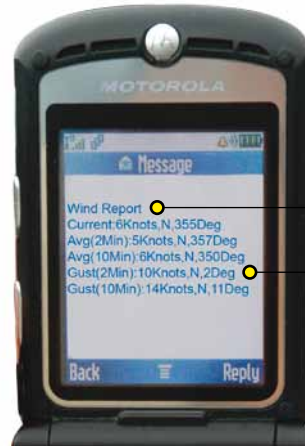 MOTOROLA
Message
Wind Report
Current:6Knots,N,355Deg
Avg(2Min):5Knots,N,357Deg
Avg(10Min):6Knots,N,350Deg
Gust(2Min):10Knots,N,2Deg
Gust(10Min):14Knots,N,11Deg
Back
Reply